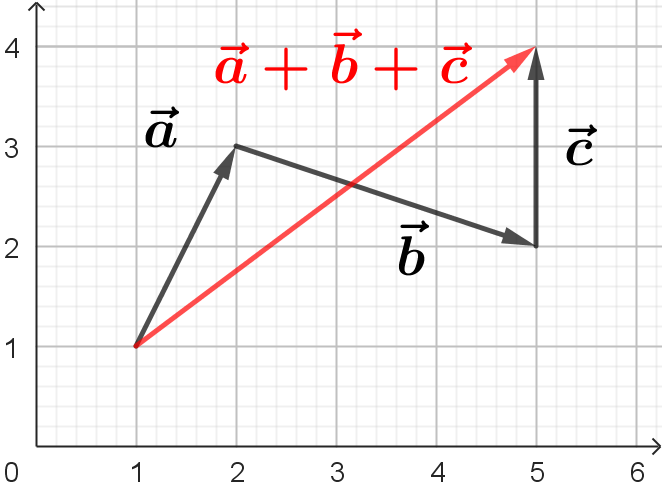 4
a⃗ + b⃗ + c⃗
a⃗
3
c⃗
b⃗
2
1
0 1 2 3 4 5 6